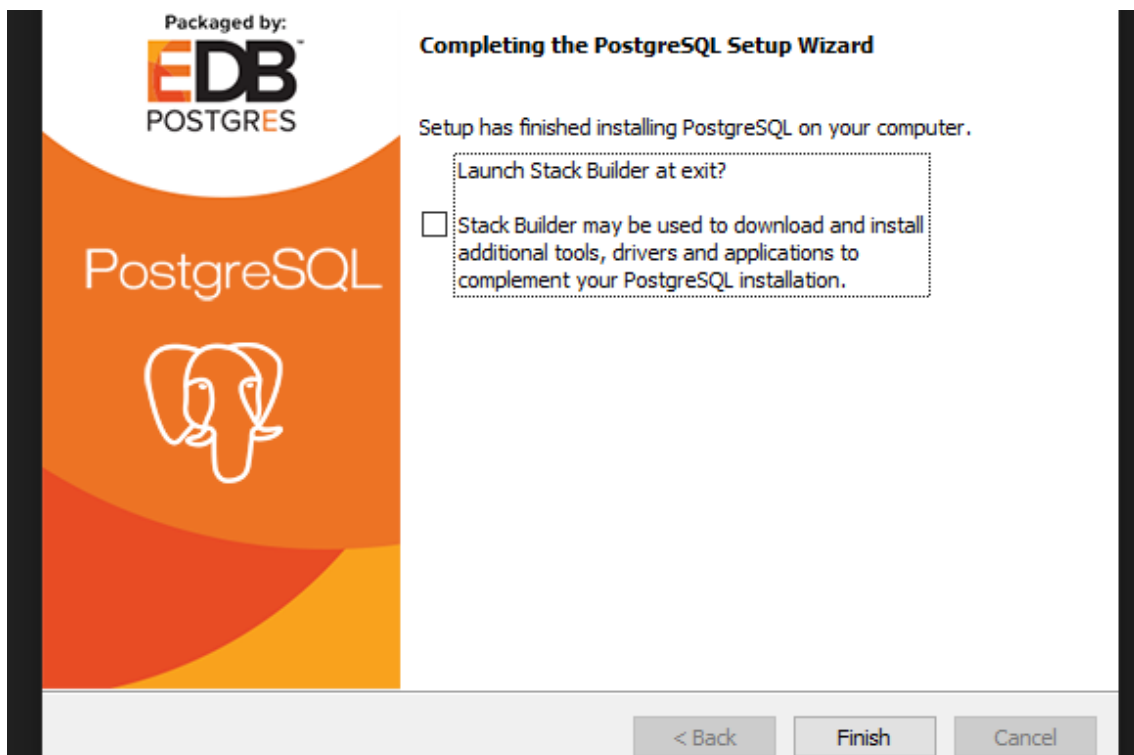 Packaged by:
EDB™
POSTGRES
PostgreSQL
Completing the PostgreSQL Setup Wizard
Setup has finished installing PostgreSQL on your computer.
Launch Stack Builder at exit?
Stack Builder may be used to download and install
additional tools, drivers and applications to
complement your PostgreSQL installation.
< Back
Finish
Cancel